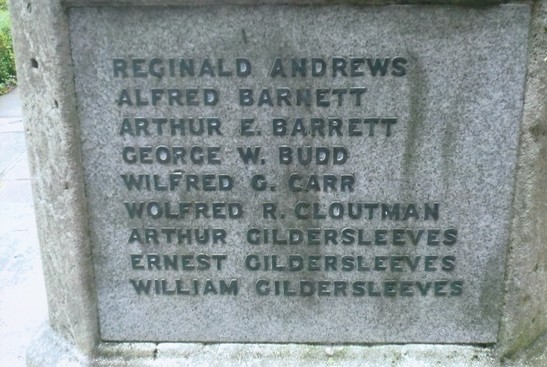 REGINALD ANDREWS
ALFRED BARNETT
ARTHUR E. BARRETT
GEORGE W. BUDD
WILFRED G. CARR
WOLFRED R. CLOUTMAN
ARTHUR GILDERSLEEVES
ERNEST GILDERSLEEVES
WILLIAM GILDERSLEEVES